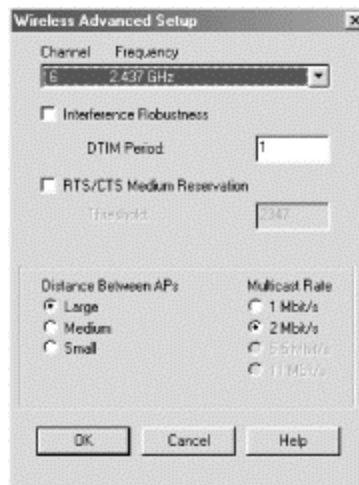 Wireless Advanced Setup
Channel Frequency
6 2.437 GHz
Interference Robustness
DTIM Period: 1
RTS/CTS Medium Reservation
Threshold: 2347
Distance Between APs
Large
Medium
Small
Multicast Rate
1 Mbit/s
2 Mbit/s
5.5 Mbit/s
11 Mbit/s
OK Cancel Help